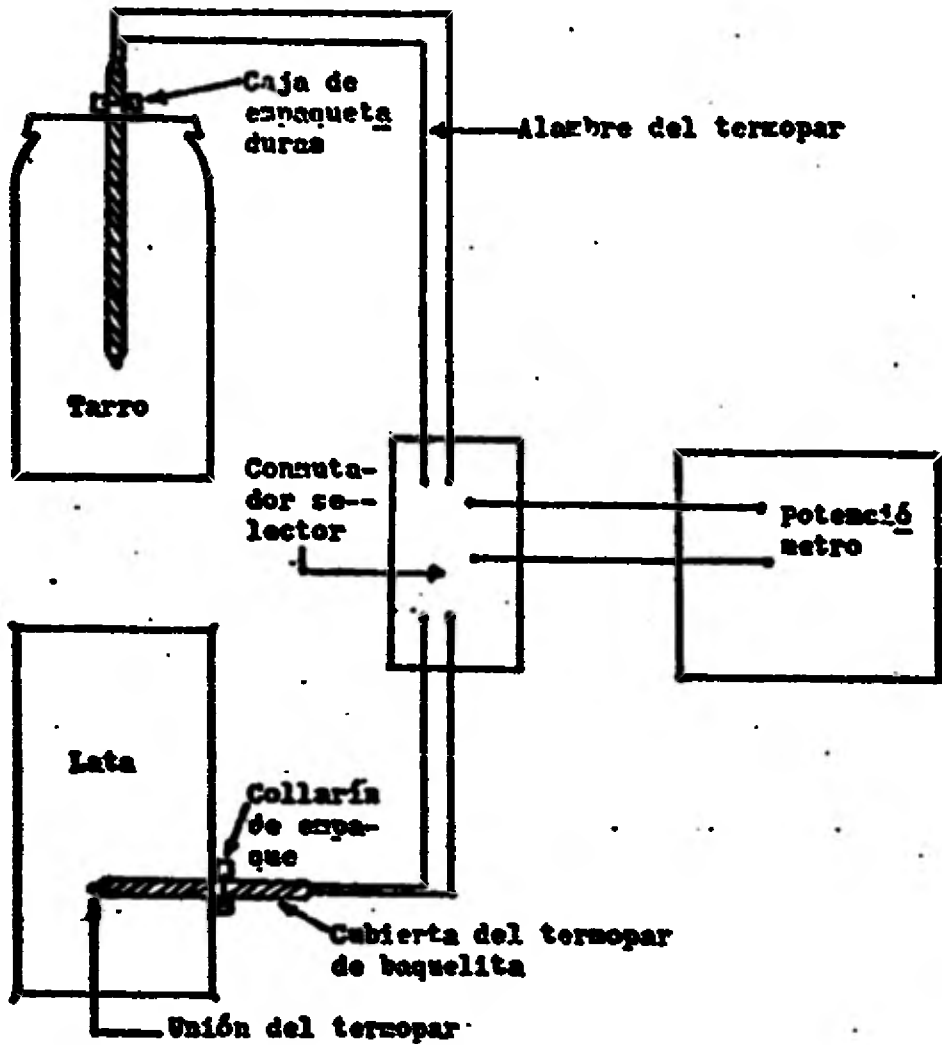 Caja de
empaqueta
duras
Alambre del termopar
Tarro
Conmuta-
dor se--
lector
Potenció
metro
Lata
Collarín
de empa-
que
Cubierta del termopar
de baquelita
Unión del termopar